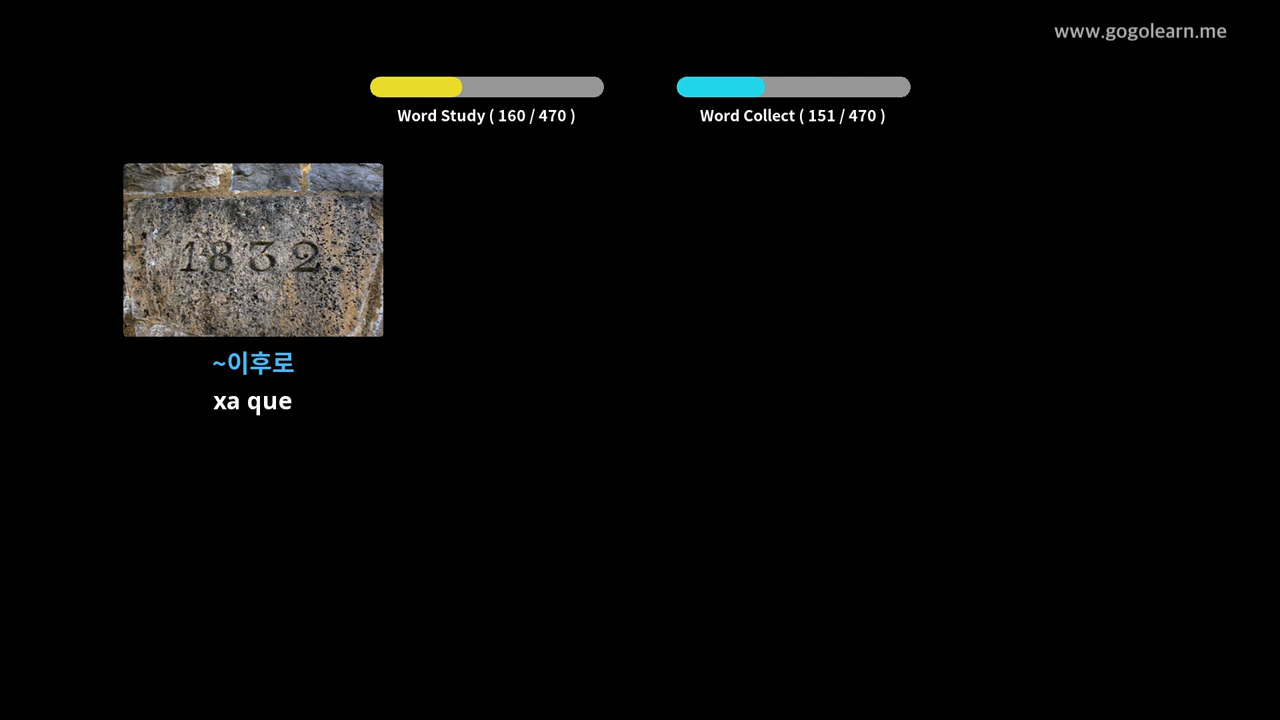 www.gogolearn.me
Word Study ( 160 / 470 )
Word Collect ( 151 / 470 )
1832.
~이후로
xa que